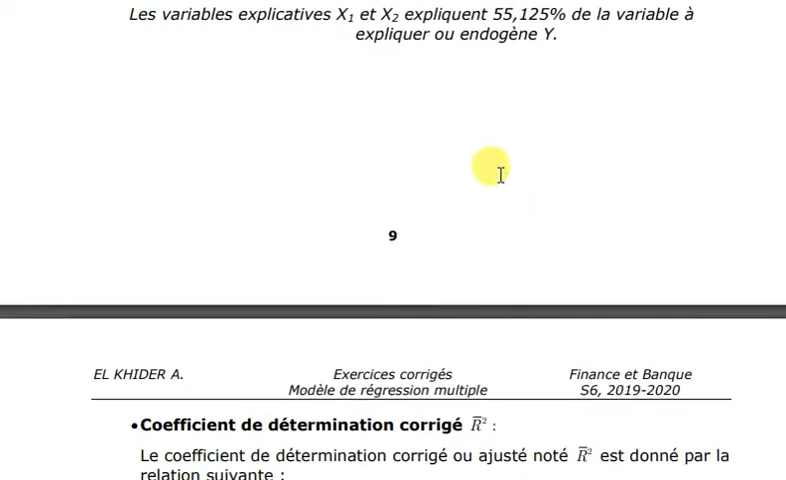 Les variables explicatives X₁ et X₂ expliquent 55,125% de la variable à
expliquer ou endogène Y.
9
EL KHIDER A. Exercices corrigés Finance et Banque
Modèle de régression multiple S6, 2019-2020
•Coefficient de détermination corrigé R̅² :
Le coefficient de détermination corrigé ou ajusté noté R̅² est donné par la
relation suivante :